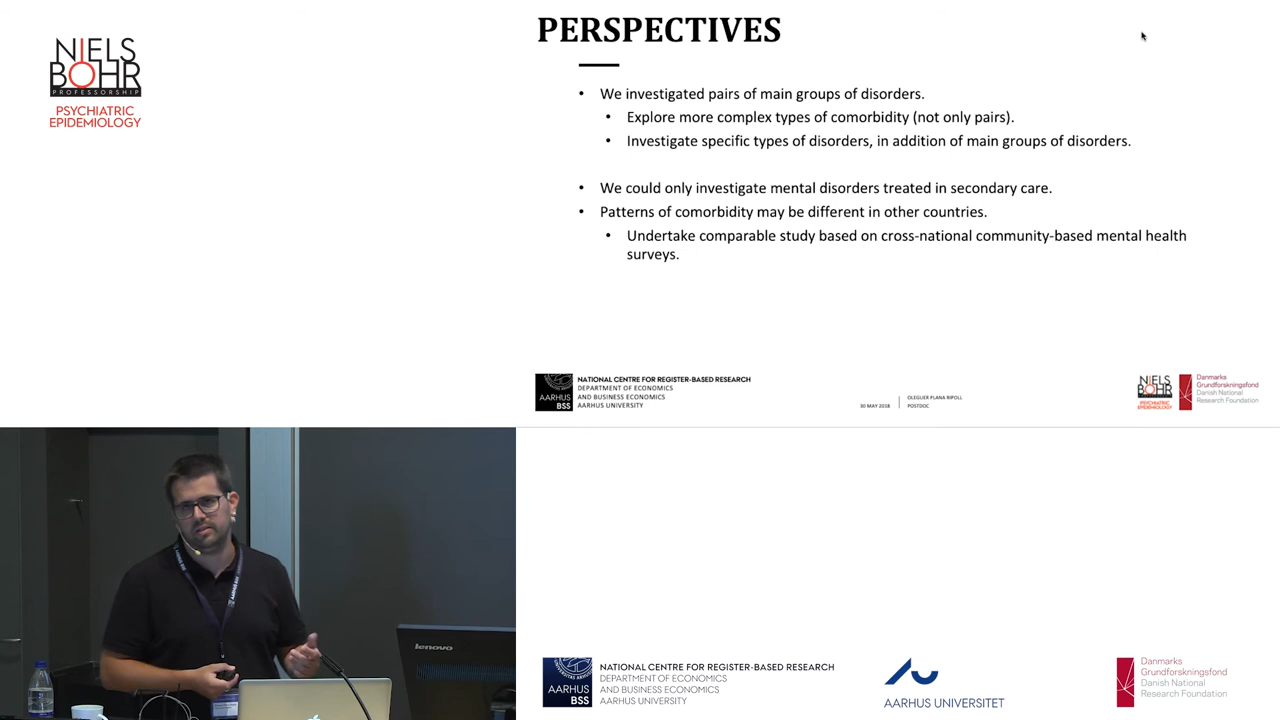 NIELS
BOHR
PROFESSORSHIP
PSYCHIATRIC
EPIDEMIOLOGY
PERSPECTIVES
• We investigated pairs of main groups of disorders.
• Explore more complex types of comorbidity (not only pairs).
• Investigate specific types of disorders, in addition of main groups of disorders.
• We could only investigate mental disorders treated in secondary care.
• Patterns of comorbidity may be different in other countries.
• Undertake comparable study based on cross-national community-based mental health
surveys.
AARHUS
BSS
NATIONAL CENTRE FOR REGISTER-BASED RESEARCH
DEPARTMENT OF ECONOMICS
AND BUSINESS ECONOMICS
AARHUS UNIVERSITY
30 MAY 2018
OLEGUER PLANA RIPOLL
POSTDOC
NIELS
BOHR
PSYCHIATRIC
EPIDEMIOLOGY
Danmarks
Grundforskningsfond
Danish National
Research Foundation
lenovo
AARHUS
BSS
NATIONAL CENTRE FOR REGISTER-BASED RESEARCH
DEPARTMENT OF ECONOMICS
AND BUSINESS ECONOMICS
AARHUS UNIVERSITY
AARHUS UNIVERSITET
Danmarks
Grundforskningsfond
Danish National
Research Foundation